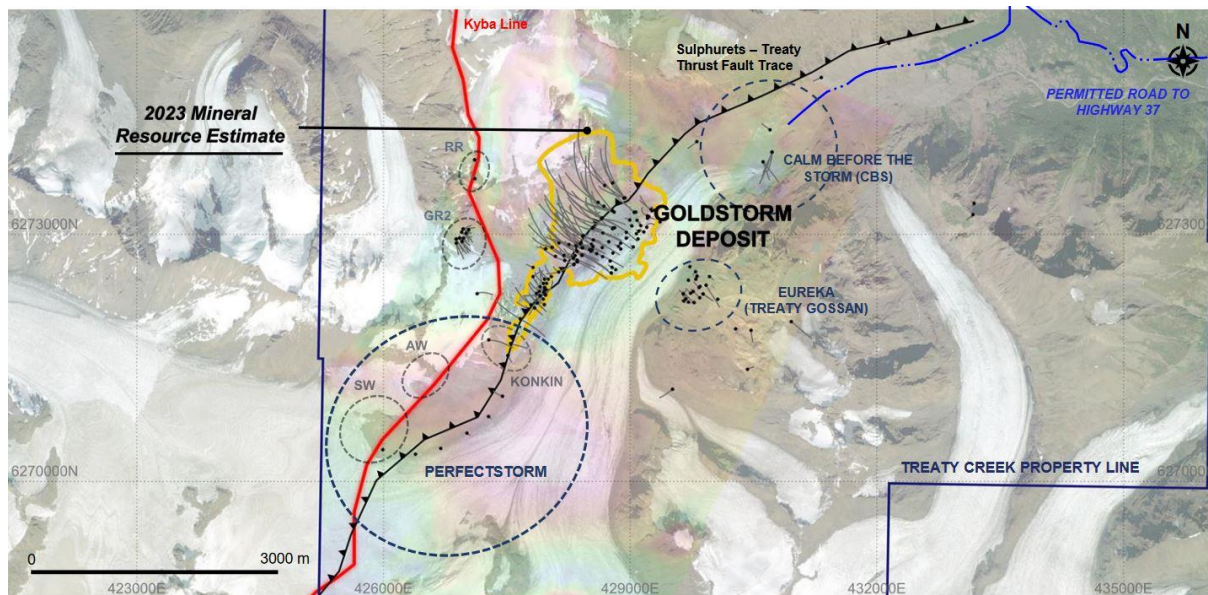 Kyba Line
Sulphurets – Treaty
Thrust Fault Trace
N
PERMITTED ROAD TO
HIGHWAY 37
2023 Mineral
Resource Estimate
RR
CALM BEFORE THE
STORM (CBS)
GR2
GOLDSTORM
DEPOSIT
6273000N
6273000N
EUREKA
(TREATY GOSSAN)
AW
SW
KONKIN
PERFECTSTORM
TREATY CREEK PROPERTY LINE
6270000N
6270000N
0
3000 m
423000E
426000E
429000E
432000E
435000E